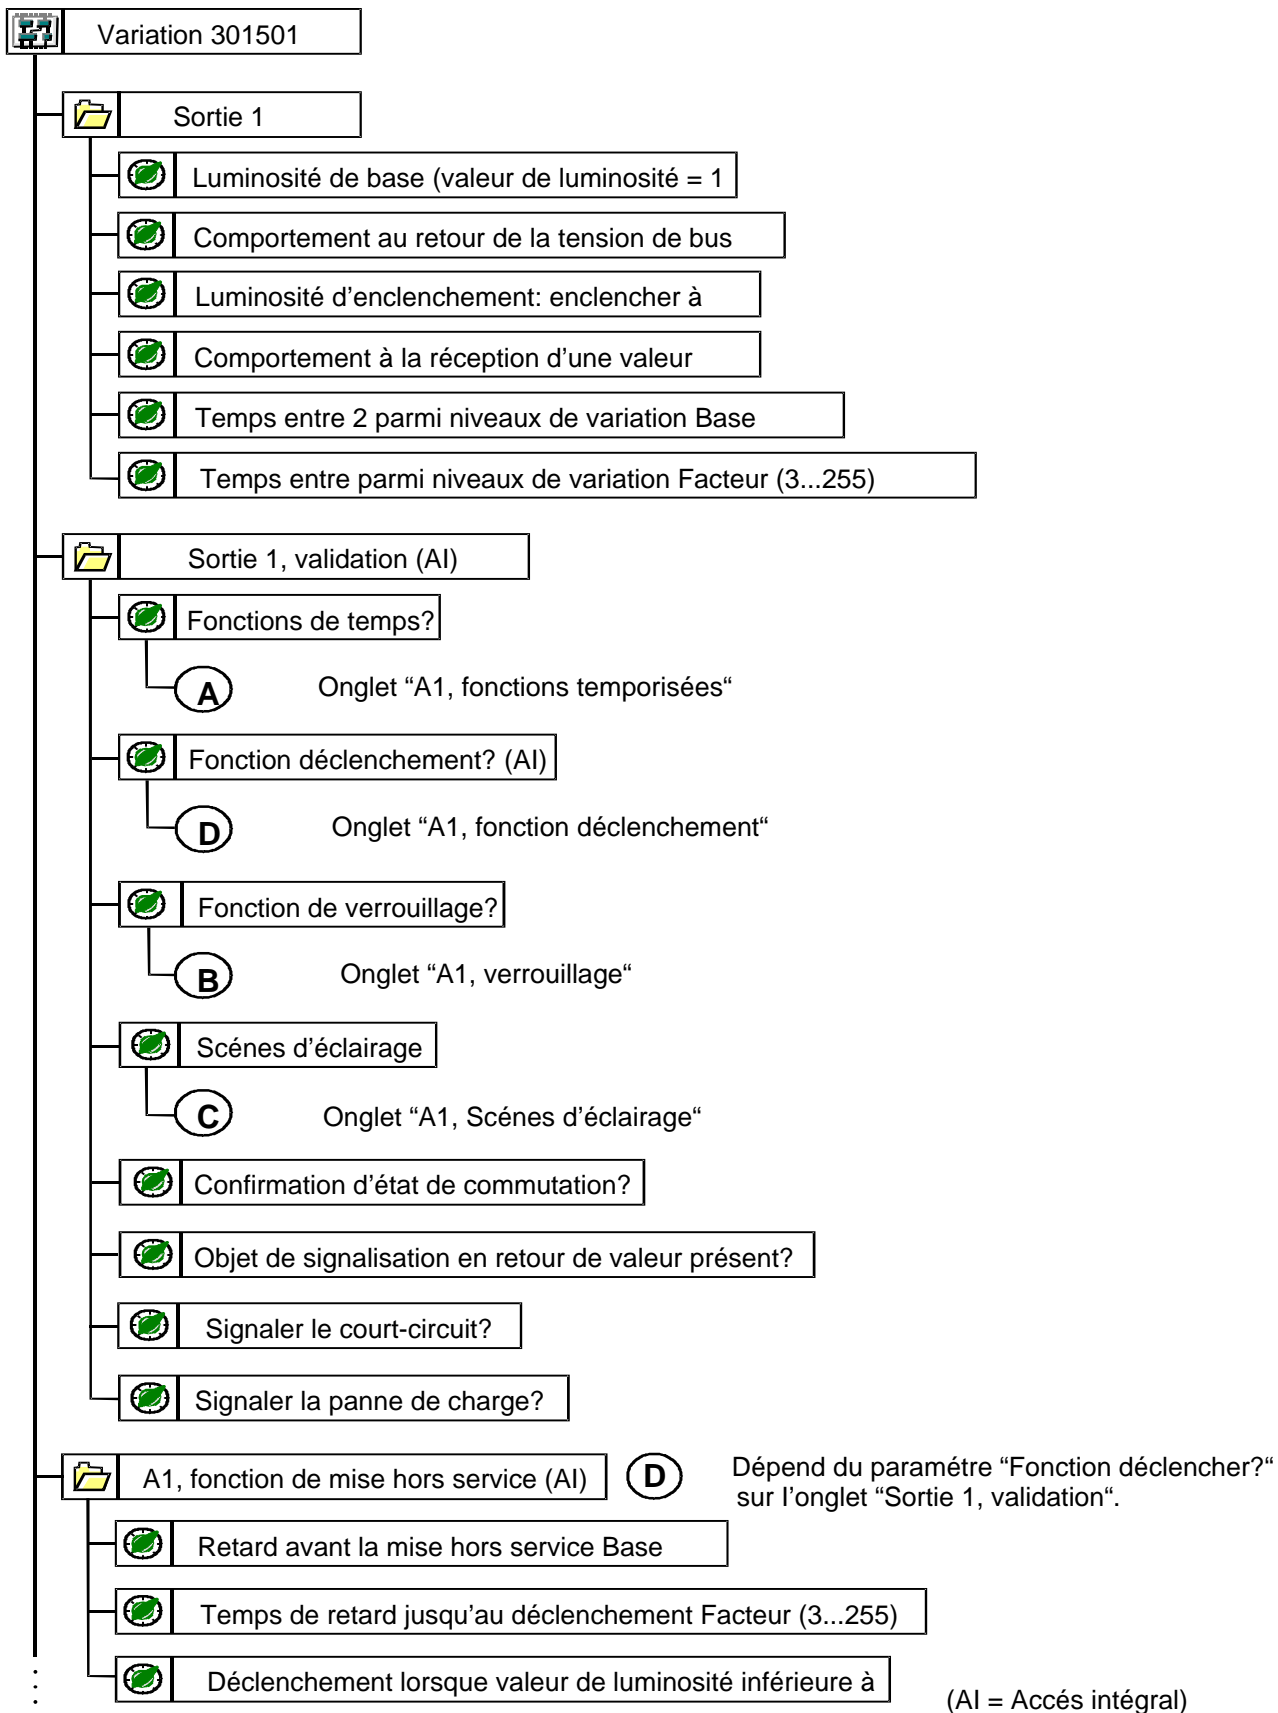 Variation 301501
Sortie 1
Luminosité de base (valeur de luminosité = 1
Comportement au retour de la tension de bus
Luminosité d’enclenchement: enclencher à
Comportement à la réception d’une valeur
Temps entre 2 parmi niveaux de variation Base
Temps entre parmi niveaux de variation Facteur (3...255)
Sortie 1, validation (AI)
Fonctions de temps?
A Onglet “A1, fonctions temporisées“
Fonction déclenchement? (AI)
D Onglet “A1, fonction déclenchement“
Fonction de verrouillage?
B Onglet “A1, verrouillage“
Scénes d’éclairage
C Onglet “A1, Scénes d’éclairage“
Confirmation d’état de commutation?
Objet de signalisation en retour de valeur présent?
Signaler le court-circuit?
Signaler la panne de charge?
A1, fonction de mise hors service (AI) D Dépend du paramétre “Fonction déclencher?“
sur l’onglet “Sortie 1, validation“.
Retard avant la mise hors service Base
Temps de retard jusqu’au déclenchement Facteur (3...255)
Déclenchement lorsque valeur de luminosité inférieure à
(AI = Accés intégral)